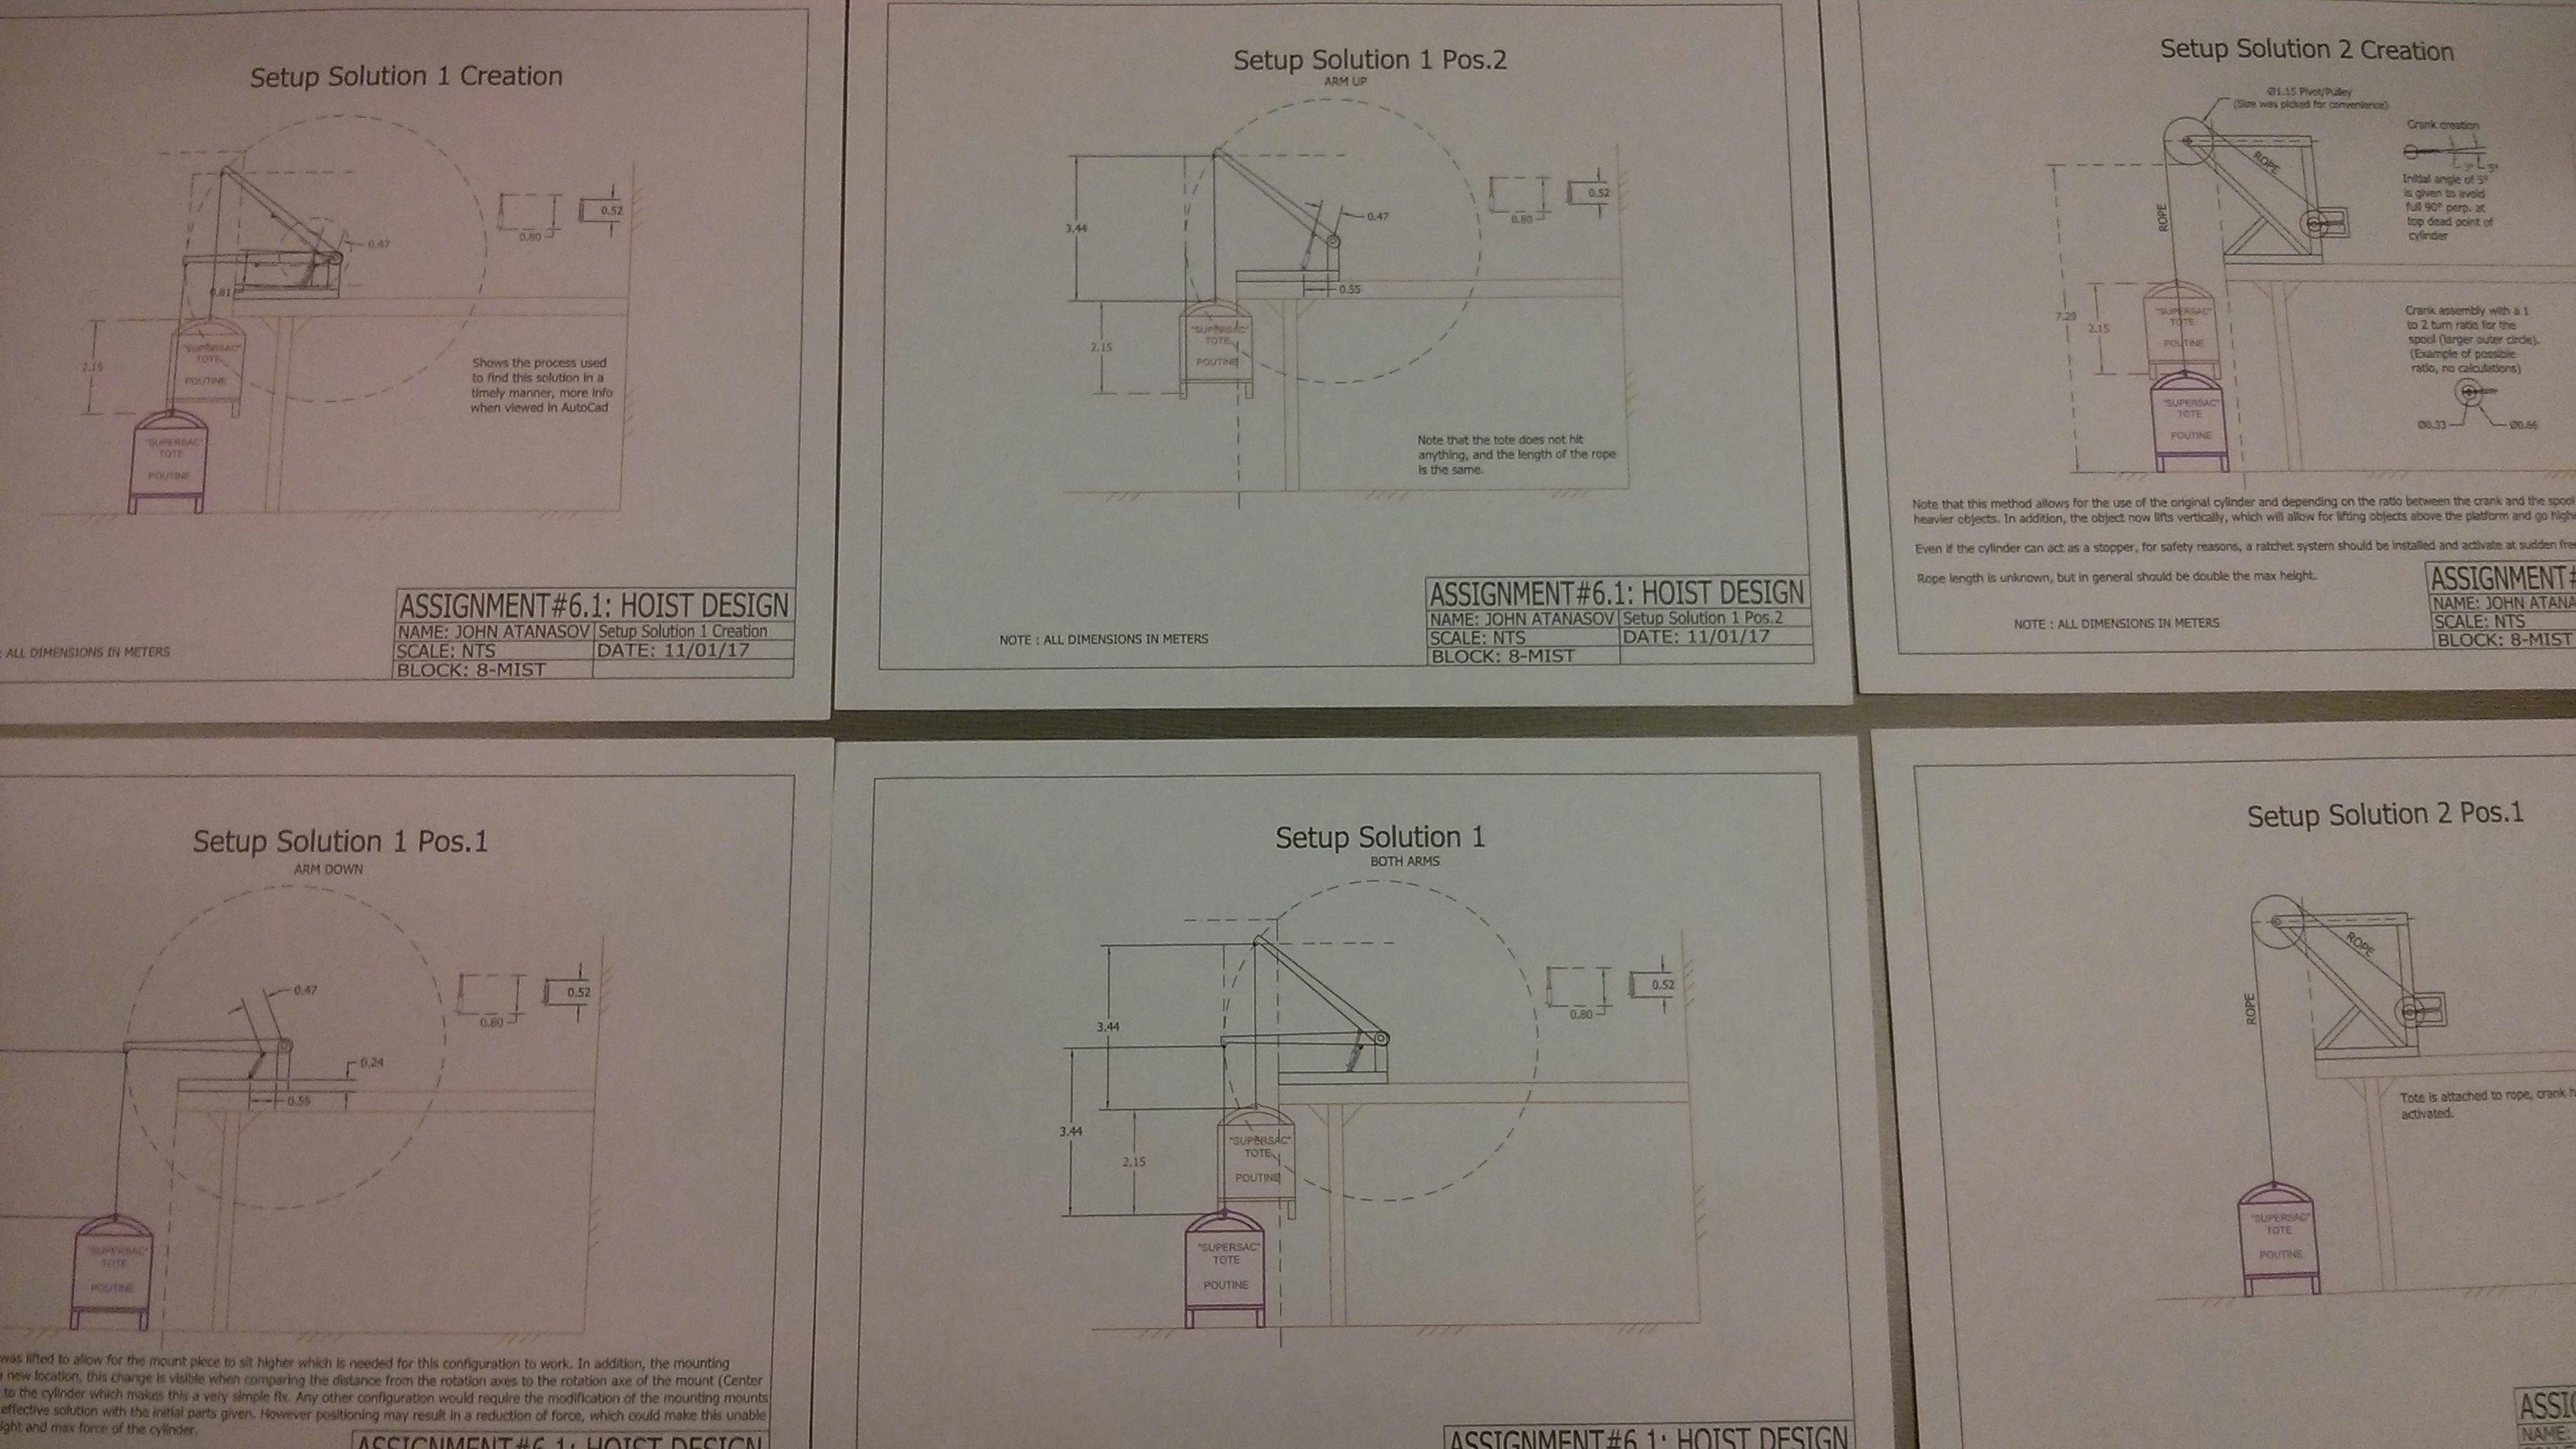 Setup Solution 1 Creation
0.47
0.52
0.80
0.81
2.15
"SUPERSAC"
TOTE
POUTINE
Shows the process used
to find this solution in a
timely manner, more info
when viewed in AutoCad
"SUPERSAC"
TOTE
POUTINE
: ALL DIMENSIONS IN METERS
ASSIGNMENT#6.1: HOIST DESIGN
NAME: JOHN ATANASOV Setup Solution 1 Creation
SCALE: NTS DATE: 11/01/17
BLOCK: 8-MIST
Setup Solution 1 Pos.2
ARM UP
3.44
0.47
0.80
0.52
0.55
2.15
"SUPERSAC"
TOTE
POUTINE
Note that the tote does not hit
anything, and the length of the rope
is the same.
NOTE : ALL DIMENSIONS IN METERS
ASSIGNMENT#6.1: HOIST DESIGN
NAME: JOHN ATANASOV Setup Solution 1 Pos.2
SCALE: NTS DATE: 11/01/17
BLOCK: 8-MIST
Setup Solution 2 Creation
Ø1.15 Pivot/Pulley
(Size was picked for convenience)
Crank creation
5°
Initial angle of 5°
is given to avoid
full 90° perp. at
top dead point of
cylinder
ROPE
ROPE
7.29
2.15
"SUPERSAC"
TOTE
POUTINE
"SUPERSAC"
TOTE
POUTINE
Crank assembly with a 1
to 2 turn ratio for the
spool (larger outer circle).
(Example of possible
ratio, no calculations)
Ø0.33
Ø0.66
Note that this method allows for the use of the original cylinder and depending on the ratio between the crank and the spool
heavier objects. In addition, the object now lifts vertically, which will allow for lifting objects above the platform and go
Even if the cylinder can act as a stopper, for safety reasons, a ratchet system should be installed and activate at sudden
Rope length is unknown, but in general should be double the max height.
NOTE : ALL DIMENSIONS IN METERS
ASSIGNMENT#
NAME: JOHN ATANA
SCALE: NTS
BLOCK: 8-MIST
Setup Solution 1 Pos.1
ARM DOWN
0.47
0.80
0.52
0.24
0.55
"SUPERSAC"
TOTE
POUTINE
was lifted to allow for the mount piece to sit higher which is needed for this configuration to work. In addition, the mounting
new location, this change is visible when comparing the distance from the rotation axes to the rotation axe of the mount (Center
to the cylinder which makes this a very simple fix. Any other configuration would require the modification of the mounting mounts
effective solution with the initial parts given. However positioning may result in a reduction of force, which could make this unable
ight and max force of the cylinder.
ASSIGNMENT#6.1: HOIST DESIGN
Setup Solution 1
BOTH ARMS
3.44
0.80
0.52
3.44
2.15
"SUPERSAC"
TOTE
POUTINE
"SUPERSAC"
TOTE
POUTINE
ASSIGNMENT#6.1: HOIST DESIGN
Setup Solution 2 Pos.1
ROPE
ROPE
Tote is attached to rope, crank
activated.
"SUPERSAC"
TOTE
POUTINE
ASSI
NAME: